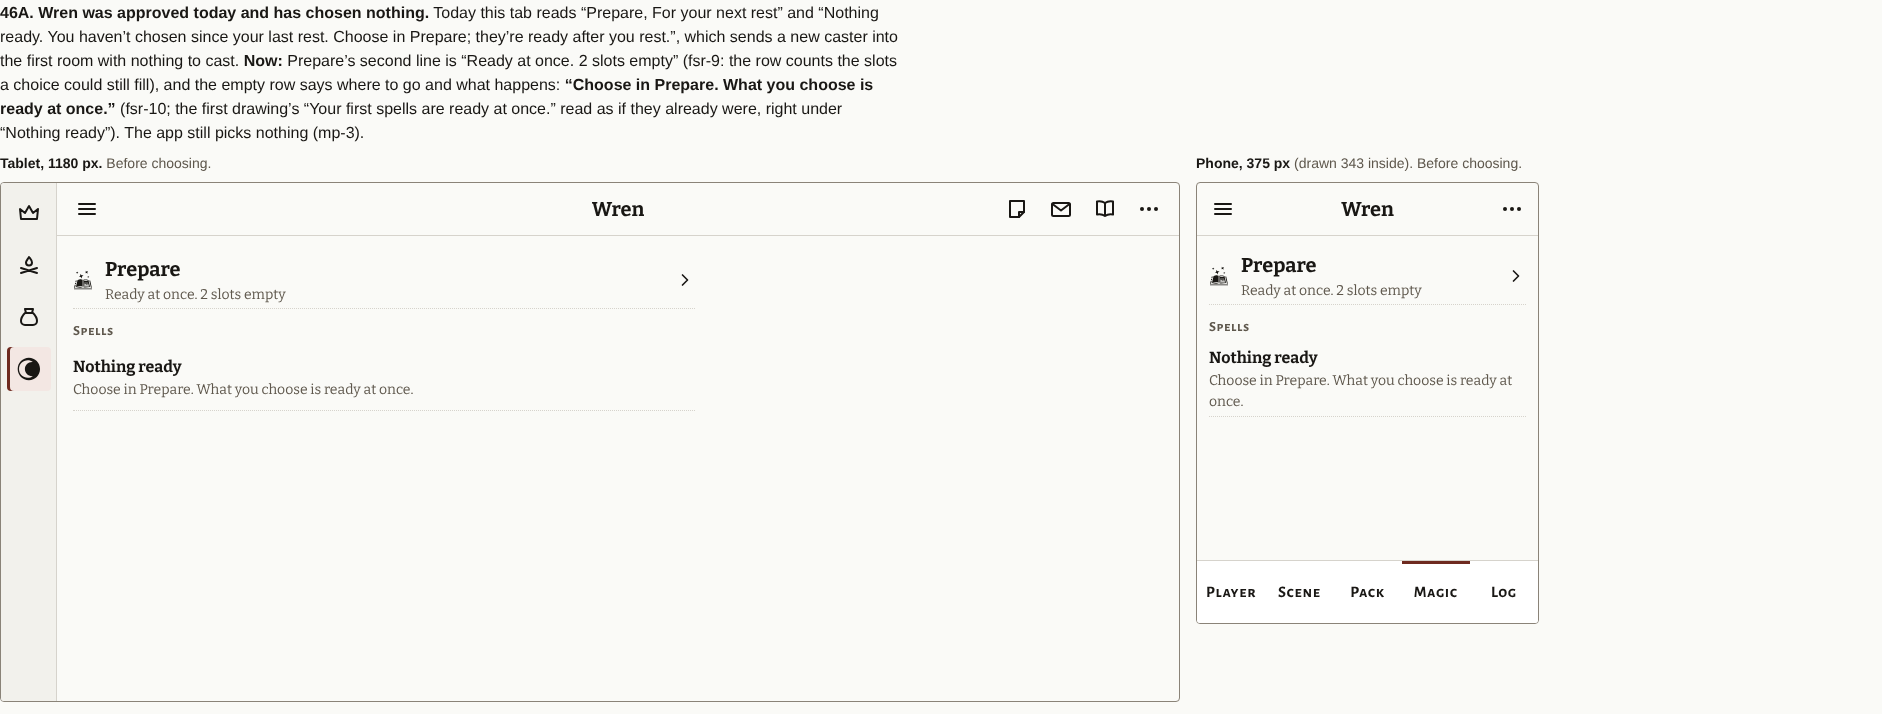 46A. Wren was approved today and has chosen nothing. Today this tab reads “Prepare, For your next rest” and “Nothing
ready. You haven’t chosen since your last rest. Choose in Prepare; they’re ready after you rest.”, which sends a new caster into
the first room with nothing to cast. Now: Prepare’s second line is “Ready at once. 2 slots empty” (fsr-9: the row counts the slots
a choice could still fill), and the empty row says where to go and what happens: “Choose in Prepare. What you choose is
ready at once.” (fsr-10; the first drawing’s “Your first spells are ready at once.” read as if they already were, right under
“Nothing ready”). The app still picks nothing (mp-3).
Tablet, 1180 px. Before choosing.
Wren
Prepare
Ready at once. 2 slots empty
Spells
Nothing ready
Choose in Prepare. What you choose is ready at once.
Phone, 375 px (drawn 343 inside). Before choosing.
Wren
Prepare
Ready at once. 2 slots empty
Spells
Nothing ready
Choose in Prepare. What you choose is ready at
once.
Player Scene Pack Magic Log